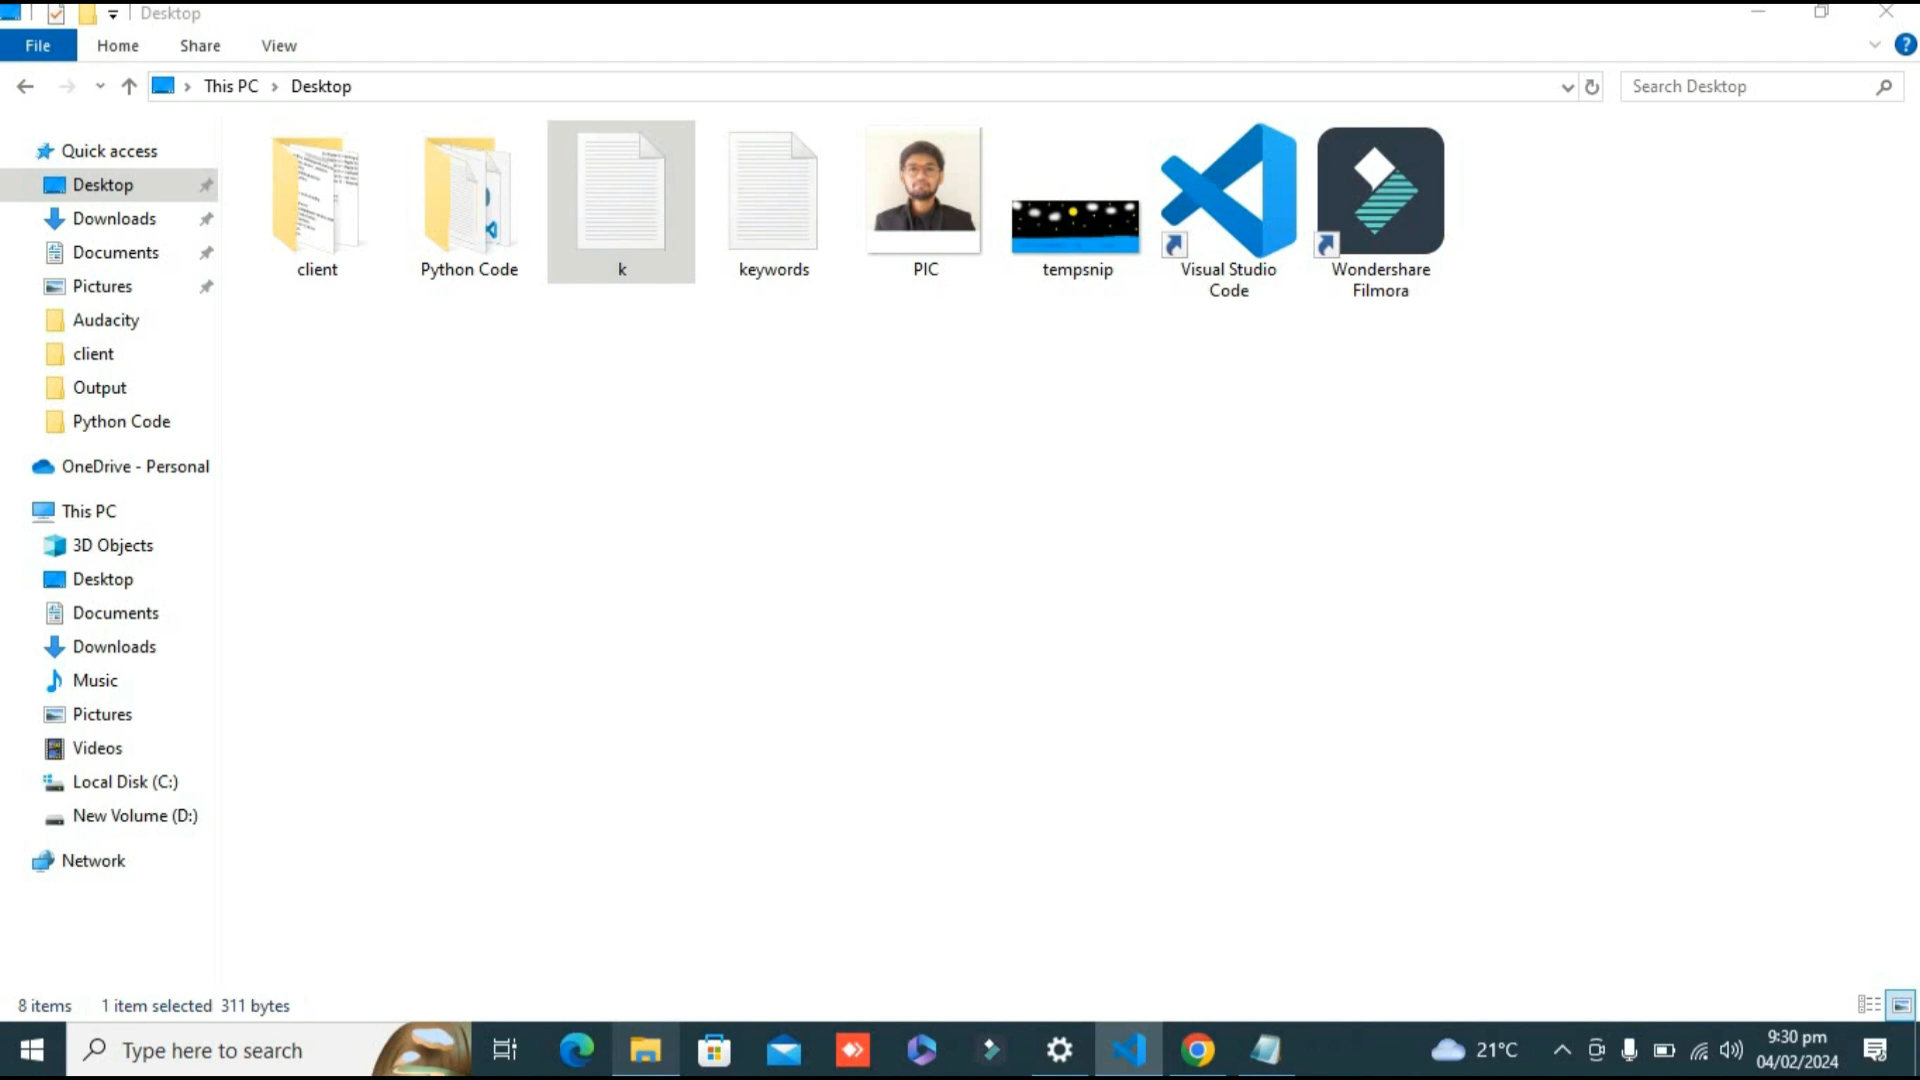 Desktop
File Home Share View
This PC Desktop
Search Desktop
Quick access
Desktop
Downloads
Documents
Pictures
Audacity
client
Output
Python Code
OneDrive - Personal
This PC
3D Objects
Desktop
Documents
Downloads
Music
Pictures
Videos
Local Disk (C:)
New Volume (D:)
Network
client
Python Code
k
keywords
PIC
tempsnip
Visual Studio
Code
Wondershare
Filmora
8 items 1 item selected 311 bytes
Type here to search
21°C
9:30 pm
04/02/2024